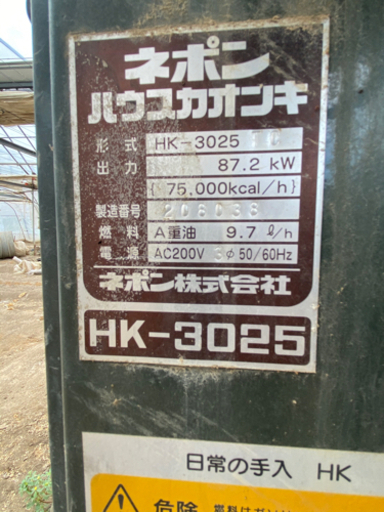 ネポン
ハウスカオンキ
形式 HK-3025
出力 87.2 kW
{75.000kcal/h}
製造番号 206038
燃料 A重油 9.7 ℓ/h
電源 AC200V 3φ 50/60Hz
ネポン株式会社
HK-3025
日常の手入 HK
危険